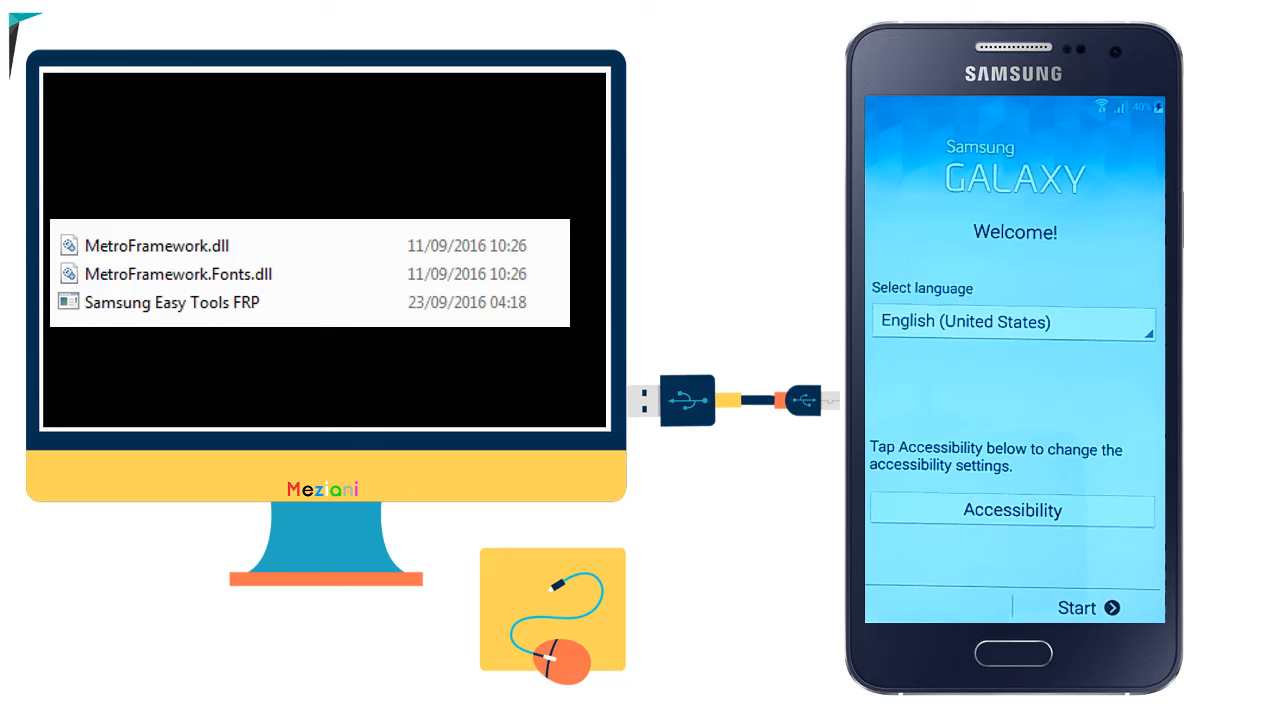 MetroFramework.dll 11/09/2016 10:26
MetroFramework.Fonts.dll 11/09/2016 10:26
Samsung Easy Tools FRP 23/09/2016 04:18
Meziani
SAMSUNG
40%
Samsung
GALAXY
Welcome!
Select language
English (United States)
Tap Accessibility below to change the
accessibility settings.
Accessibility
Start